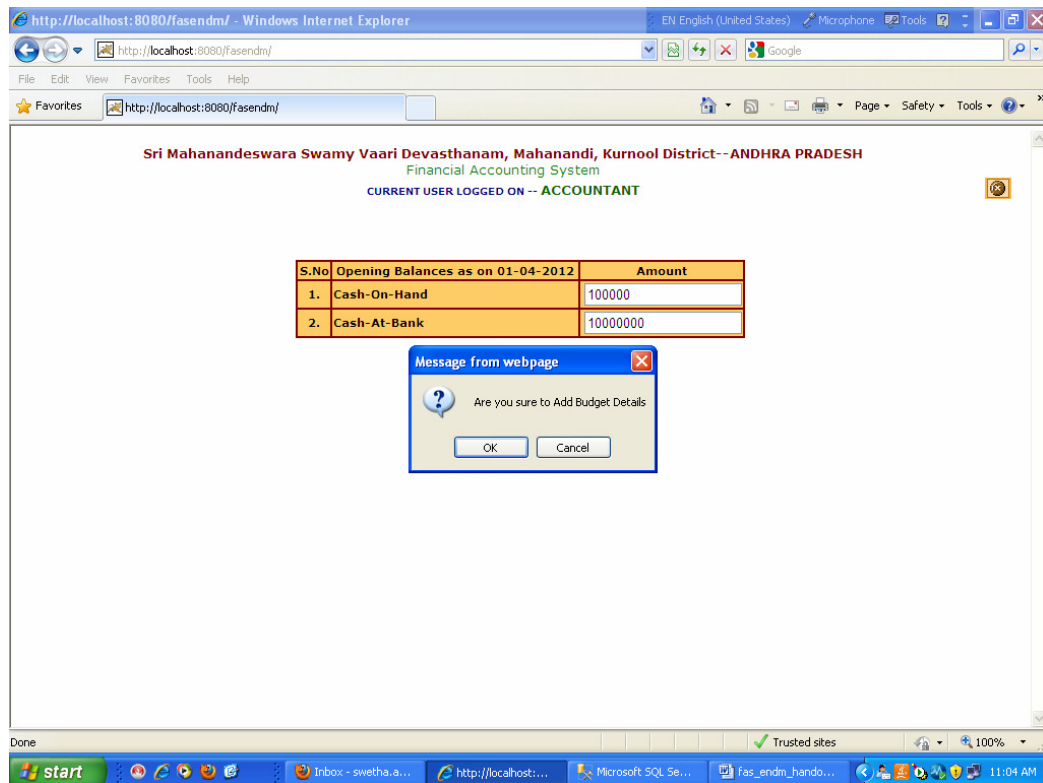 http://localhost:8080/fasendm/ - Windows Internet Explorer
EN English (United States) Microphone Tools
http://localhost:8080/fasendm/
Google
File Edit View Favorites Tools Help
Favorites http://localhost:8080/fasendm/
Page Safety Tools
Sri Mahanandeswara Swamy Vaari Devasthanam, Mahanandi, Kurnool District--ANDHRA PRADESH
Financial Accounting System
CURRENT USER LOGGED ON -- ACCOUNTANT
S.No Opening Balances as on 01-04-2012 Amount
1. Cash-On-Hand 100000
2. Cash-At-Bank 10000000
Message from webpage
Are you sure to Add Budget Details
OK Cancel
Done Trusted sites 100%
start Inbox - swetha.a... http://localhost:... Microsoft SQL Se... fas_endm_hando... 11:04 AM